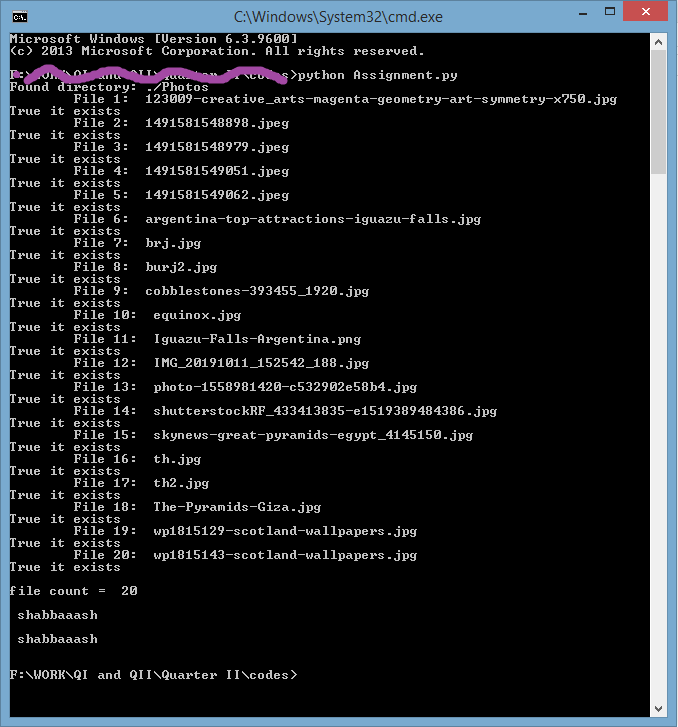 C:\Windows\System32\cmd.exe
Microsoft Windows [Version 6.3.9600]
(c) 2013 Microsoft Corporation. All rights reserved.
F:\WORK\QI and QII\Quarter II\codes>python Assignment.py
Found directory: ./Photos
File 1: 123009-creative_arts-magenta-geometry-art-symmetry-x750.jpg
True it exists
File 2: 1491581548898.jpeg
True it exists
File 3: 1491581548979.jpeg
True it exists
File 4: 1491581549051.jpeg
True it exists
File 5: 1491581549062.jpeg
True it exists
File 6: argentina-top-attractions-iguazu-falls.jpg
True it exists
File 7: brj.jpg
True it exists
File 8: burj2.jpg
True it exists
File 9: cobblestones-393455_1920.jpg
True it exists
File 10: equinox.jpg
True it exists
File 11: Iguazu-Falls-Argentina.png
True it exists
File 12: IMG_20191011_152542_188.jpg
True it exists
File 13: photo-1558981420-c532902e58b4.jpg
True it exists
File 14: shutterstockRF_433413835-e1519389484386.jpg
True it exists
File 15: skynews-great-pyramids-egypt_4145150.jpg
True it exists
File 16: th.jpg
True it exists
File 17: th2.jpg
True it exists
File 18: The-Pyramids-Giza.jpg
True it exists
File 19: wp1815129-scotland-wallpapers.jpg
True it exists
File 20: wp1815143-scotland-wallpapers.jpg
True it exists
file count = 20
shabbaaash
shabbaaash
F:\WORK\QI and QII\Quarter II\codes>